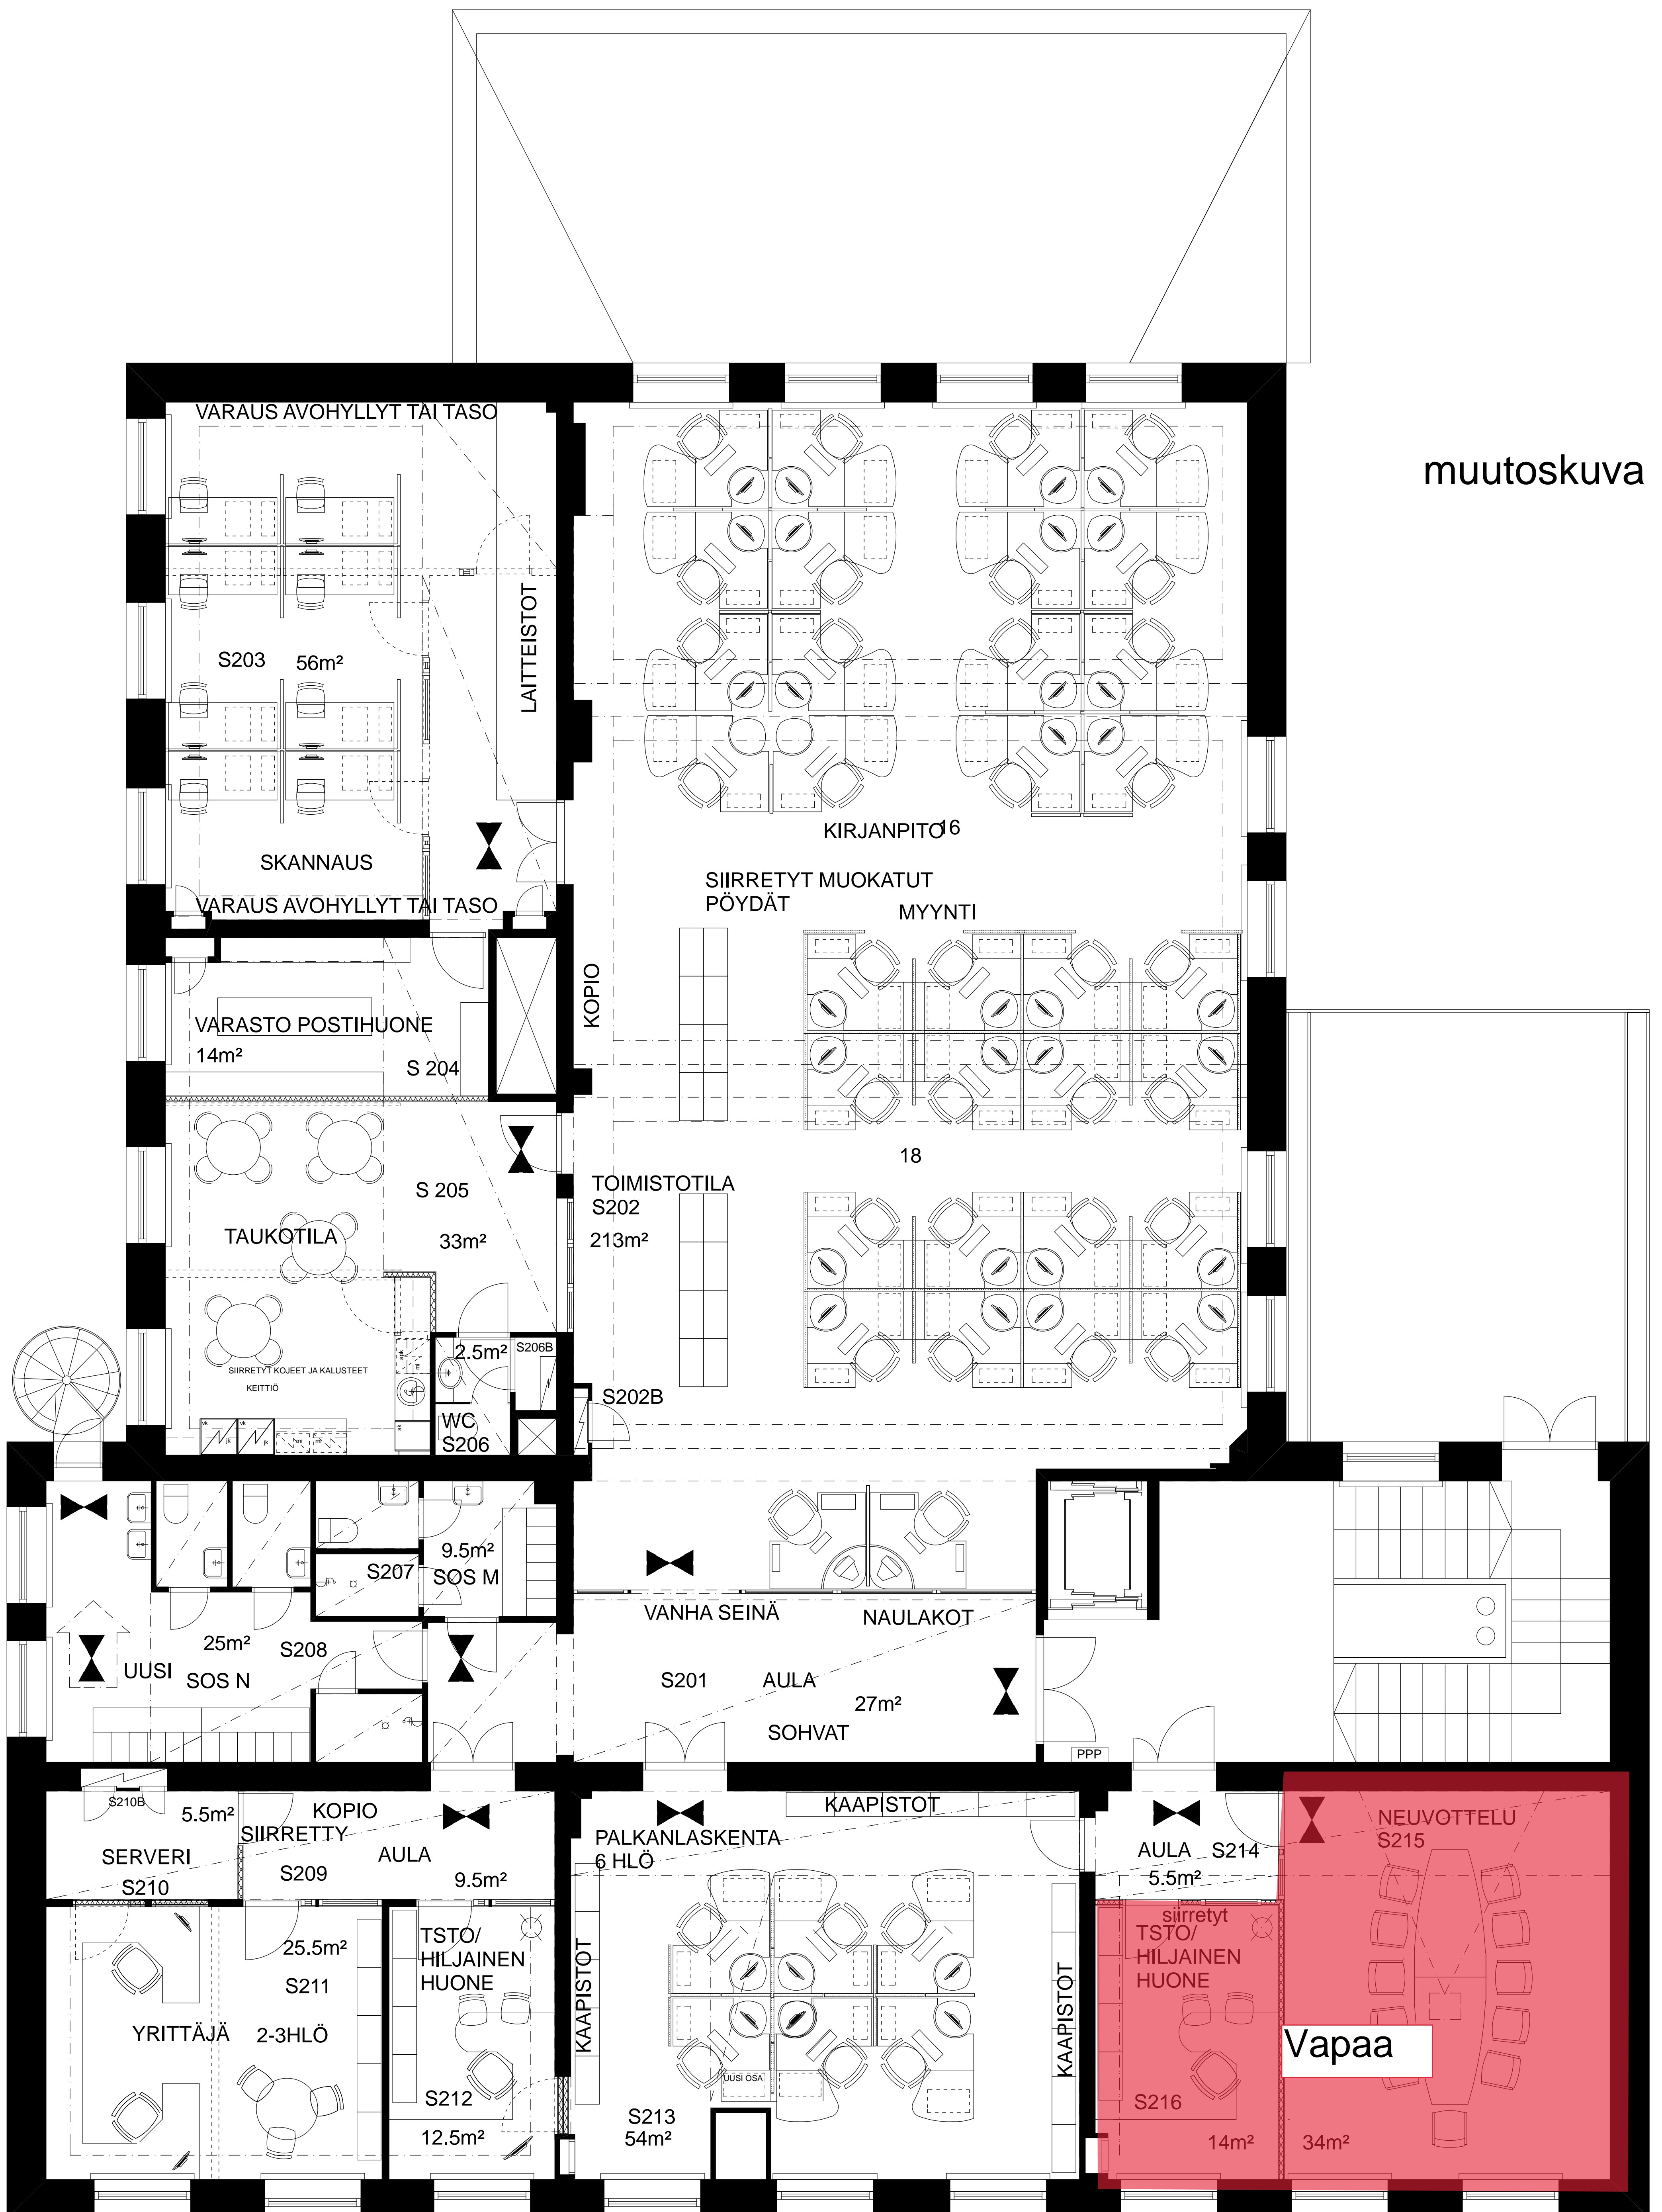 muutoskuva
VARAUS AVOHYLLYT TAI TASO
S203 56m²
LAITTEISTOT
SKANNAUS
VARAUS AVOHYLLYT TAI TASO
KIRJANPITO 16
SIIRRETYT MUOKATUT
PÖYDÄT
MYYNTI
KOPIO
VARASTO POSTIHUONE
14m²
S 204
18
S 205
TAUKOTILA
33m²
TOIMISTOTILA
S202
213m²
SIIRRETYT KOJEET JA KALUSTEET
KEITTIÖ
vk
jk
vk
jk
2.5m²
S206B
WC
S206
S202B
S207
9.5m²
SOS M
25m²
S208
UUSI
SOS N
VANHA SEINÄ
NAULAKOT
S201
AULA
27m²
SOHVAT
PPP
S210B
5.5m²
KOPIO
SIIRRETTY
AULA
SERVERI
S210
S209
9.5m²
KAAPISTOT
PALKANLASKENTA
6 HLÖ
AULA S214
5.5m²
NEUVOTTELU
S215
25.5m²
S211
YRITTÄJÄ 2-3HLÖ
TSTO/
HILJAINEN
HUONE
S212
12.5m²
KAAPISTOT
UUSI OSA
S213
54m²
KAAPISTOT
siirretyt
TSTO/
HILJAINEN
HUONE
S216
14m²
Vapaa
34m²